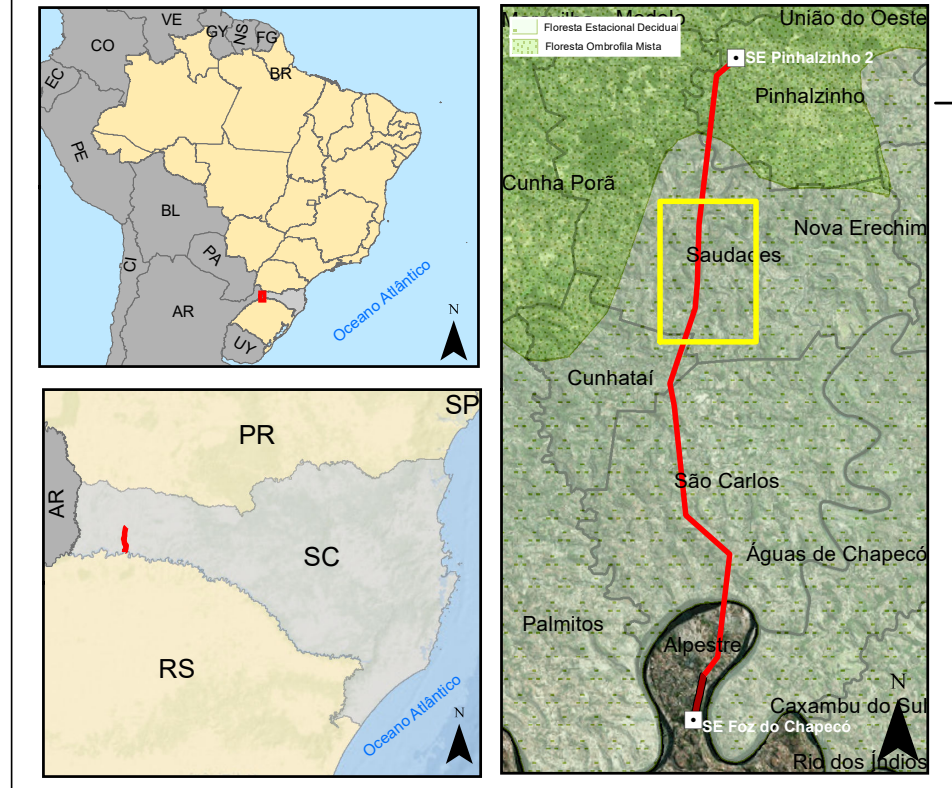 VE
GY
NS
FG
CO
EC
BR
PE
BL
PA
CI
AR
UY
Oceano Atlântico
N
SP
PR
AR
SC
RS
Oceano Atlântico
N
Maravilha
Modelo
União do Oeste
Floresta Estacional Decidual
Floresta Ombrofila Mista
SE Pinhalzinho 2
Pinhalzinho
Cunha Porã
Nova Erechim
Saudades
Cunhataí
São Carlos
Águas de Chapecó
Palmitos
Alpestre
N
Caxambu do Sul
SE Foz do Chapecó
Rio dos Índios